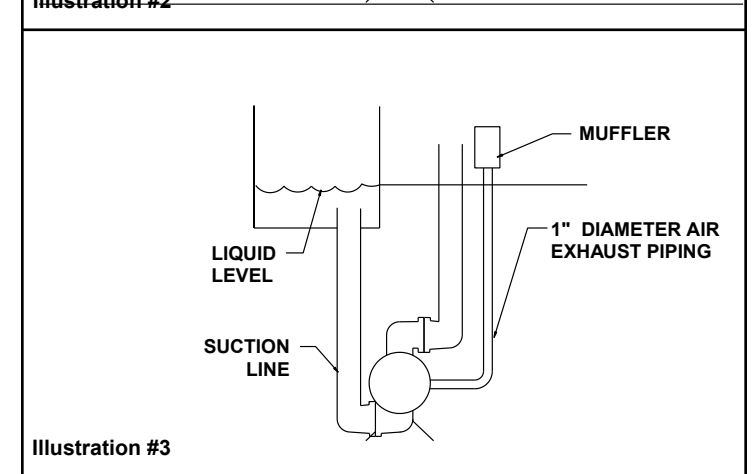 Illustration #2
MUFFLER
1" DIAMETER AIR
EXHAUST PIPING
LIQUID
LEVEL
SUCTION
LINE
Illustration #3